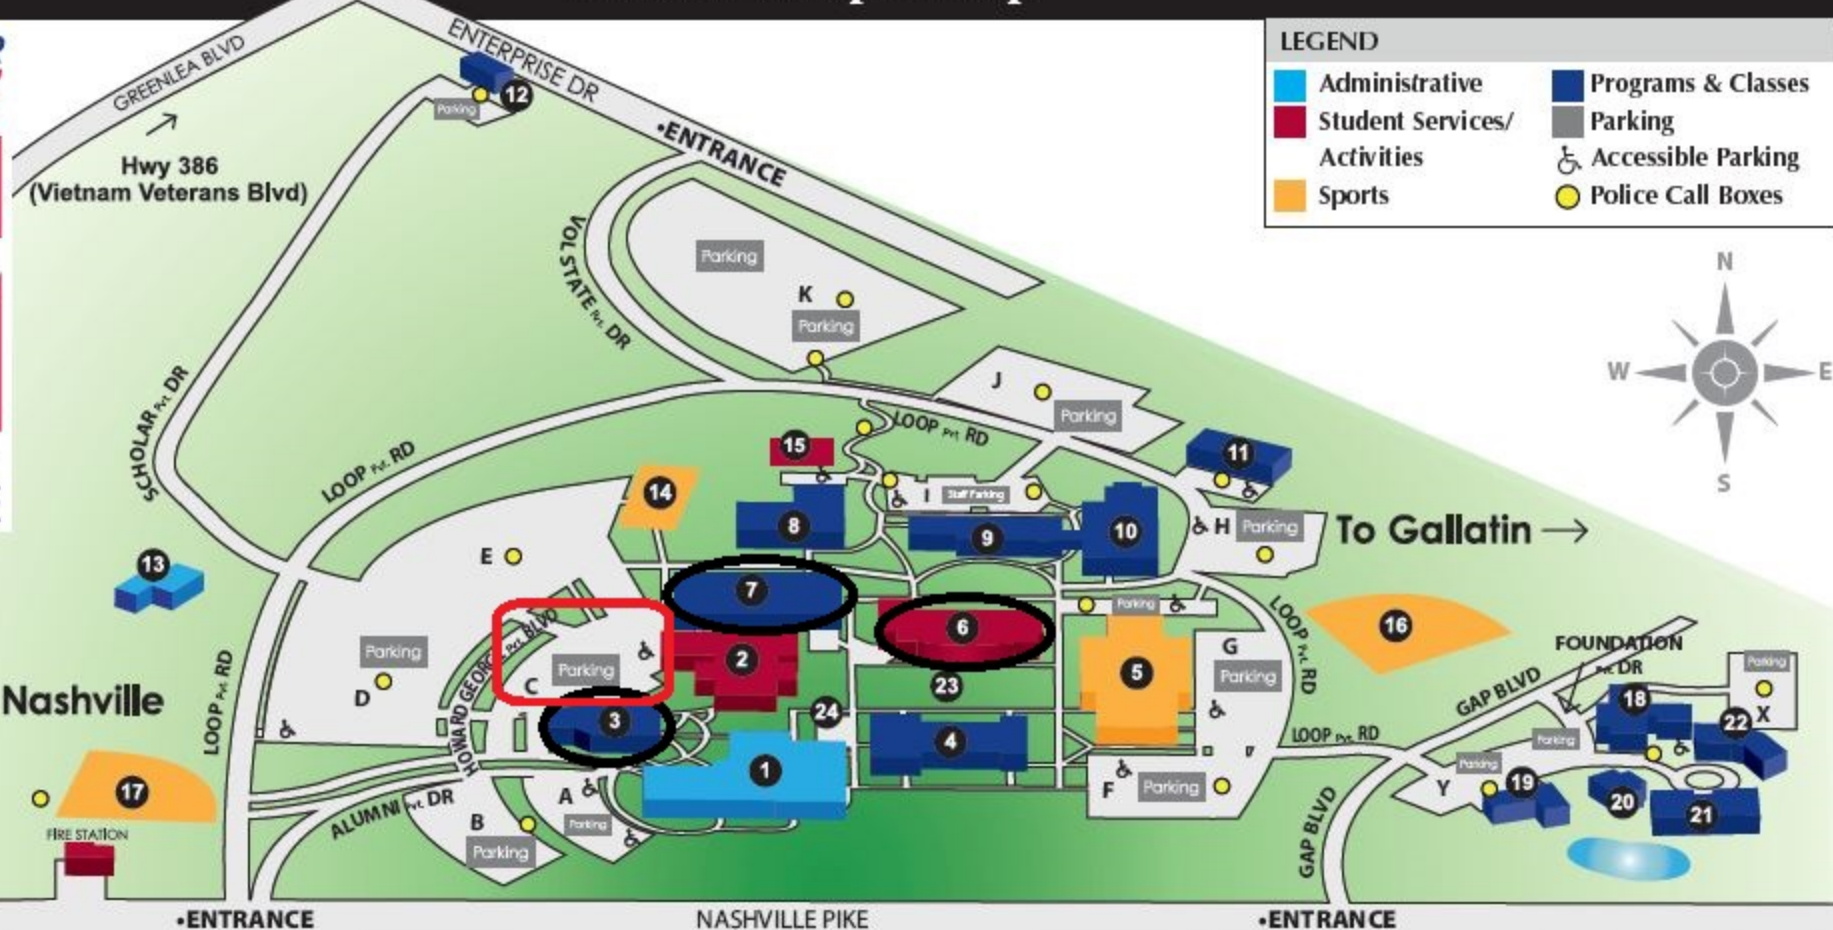 GREENLEA BLVD
ENTERPRISE DR
LEGEND
Administrative
Programs & Classes
Student Services/
Activities
Parking
Accessible Parking
Sports
Police Call Boxes
12
Parking
•ENTRANCE
Hwy 386
(Vietnam Veterans Blvd)
VOL STATE Pvt. DR
Parking
K
Parking
N
W
E
S
J
Parking
SCHOLAR Pvt. DR
LOOP Pvt. RD
LOOP Pvt. RD
15
11
14
8
I
Staff Parking
9
10
H
Parking
To Gallatin
13
E
7
Parking
LOOP Pvt. RD
16
6
HOWARD GEORGE Pvt. BLVD
Parking
D
Parking
C
2
G
Parking
5
FOUNDATION
Pvt. DR
GAP BLVD
Parking
X
18
22
Nashville
LOOP Pvt. RD
3
23
24
4
1
LOOP Pvt. RD
Parking
Parking
Y
19
20
21
17
FIRE STATION
ALUMNI Pvt. DR
A
Parking
B
Parking
F
Parking
GAP BLVD
•ENTRANCE
NASHVILLE PIKE
•ENTRANCE